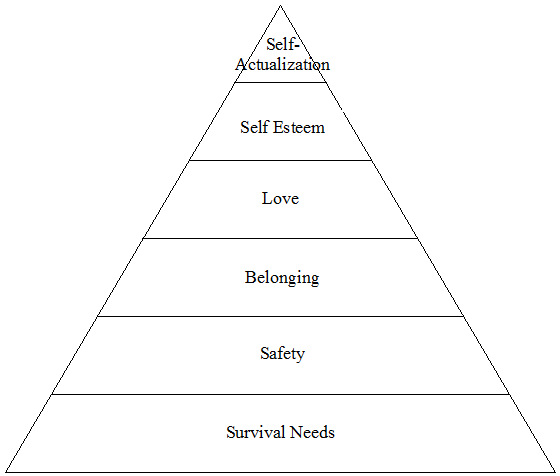 Self-
Actualization
Self Esteem
Love
Belonging
Safety
Survival Needs